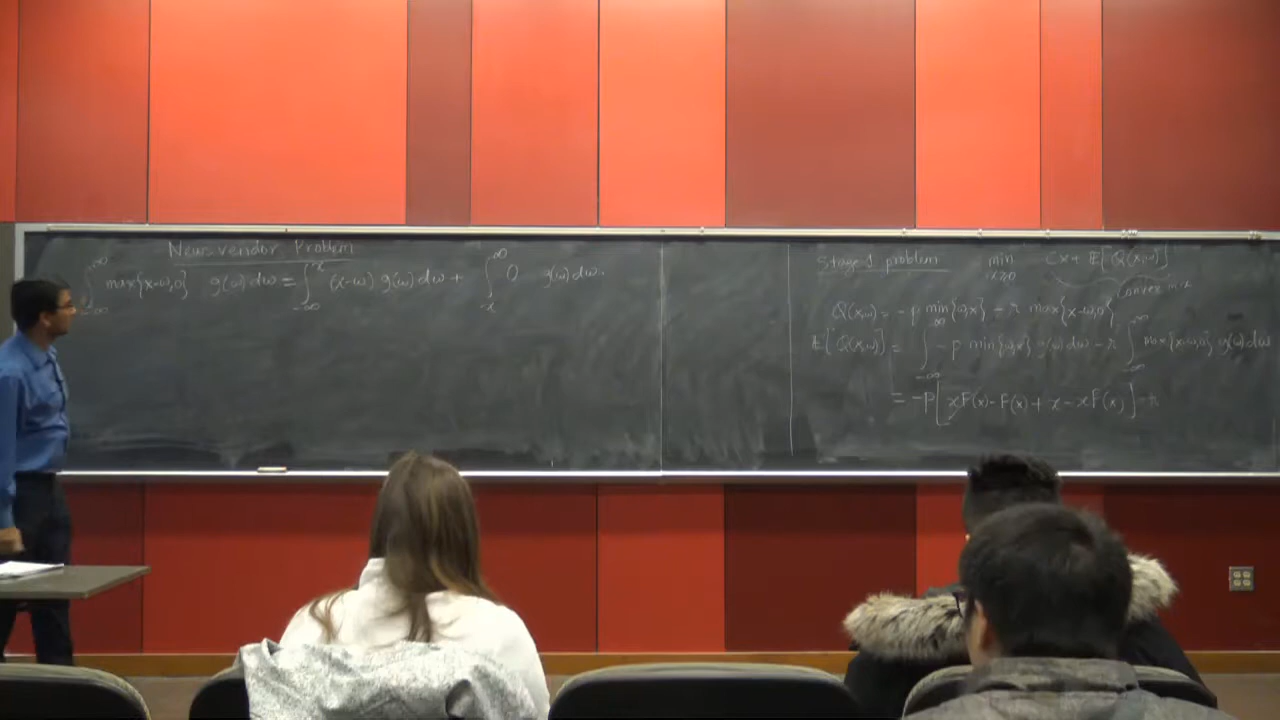 Newsvendor Problem
∫_{-∞}^{∞} max{x-ω,0} g(ω) dω = ∫_{-∞}^{x} (x-ω) g(ω) dω + ∫_{x}^{∞} 0 g(ω) dω.
Stage 1 problem min_{x≥0} cx + E[Q(x,ω)]
convex in x
Q(x,ω) = -p min{ω,x} - r max{x-ω,0}
E[Q(x,ω)] = ∫_{-∞}^{∞} -p min{ω,x} g(ω) dω - r ∫_{-∞}^{∞} max{x-ω,0} g(ω) dω
= -p[xF(x) - F(x) + x - xF(x)] - r